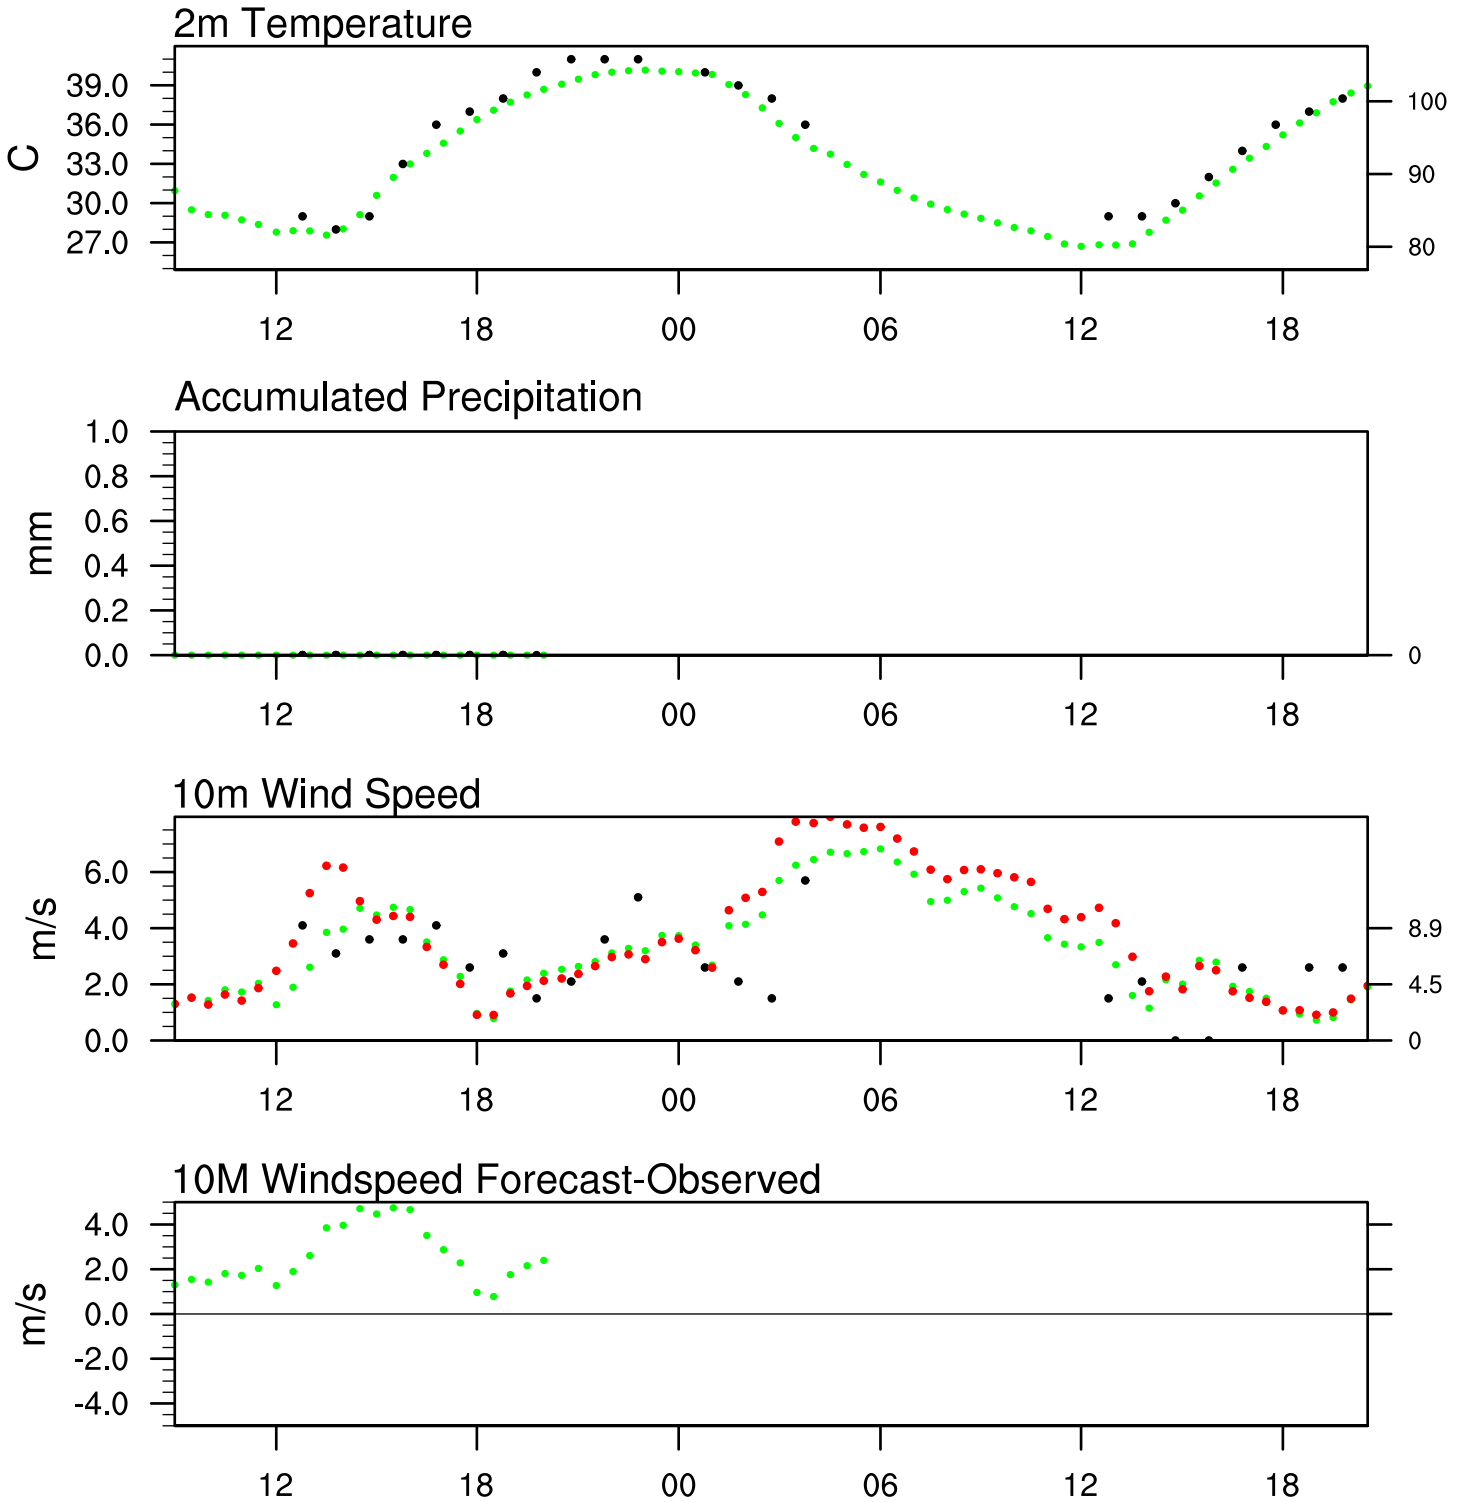 2m Temperature
39.0
36.0
33.0
30.0
27.0
C
100
90
80
12 18 00 06 12 18
Accumulated Precipitation
1.0
0.8
0.6
0.4
0.2
0.0
mm
0
12 18 00 06 12 18
10m Wind Speed
6.0
4.0
2.0
0.0
m/s
8.9
4.5
0
12 18 00 06 12 18
10M Windspeed Forecast-Observed
4.0
2.0
0.0
-2.0
-4.0
m/s
12 18 00 06 12 18